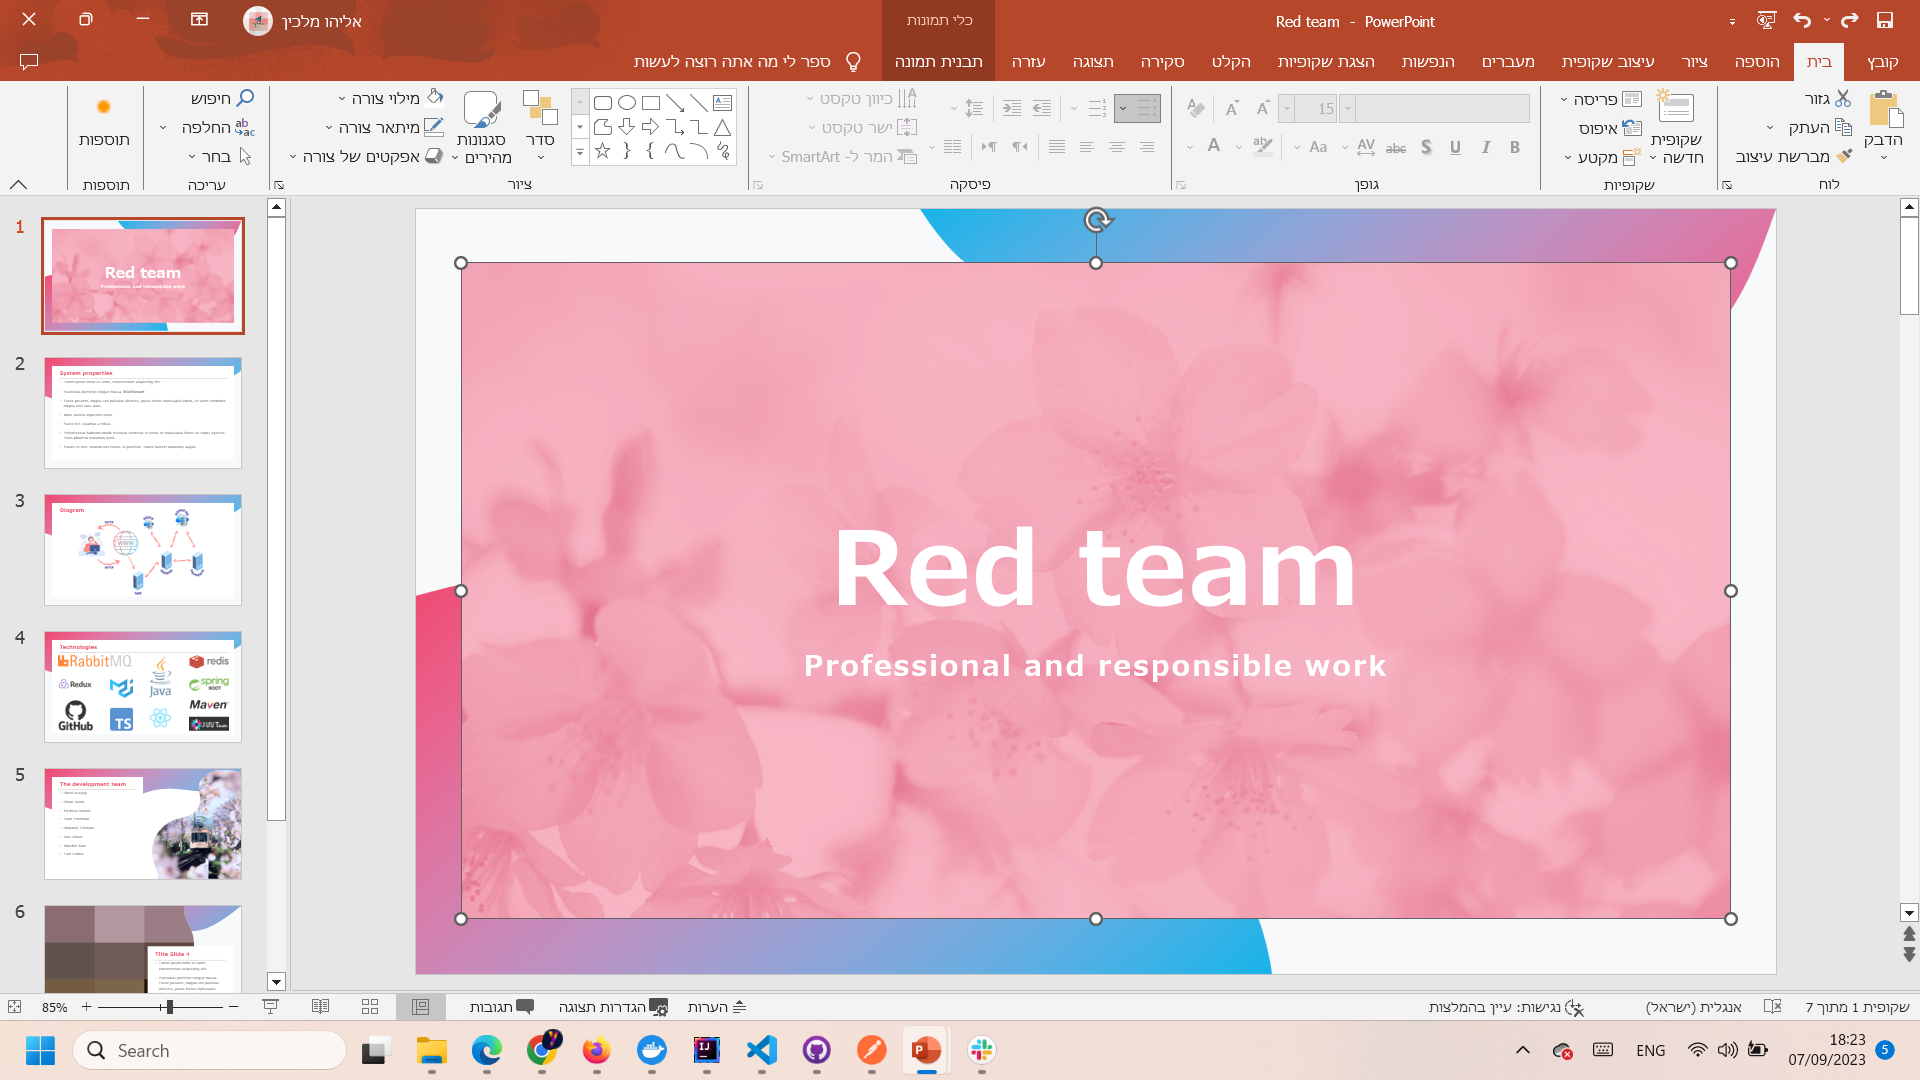 אליהו מלכין
כלי תמונות
Red team - PowerPoint
קובץ
בית
הוספה
ציור
עיצוב שקופית
מעברים
הנפשות
הצגת שקופיות
הקלט
סקירה
תצוגה
עזרה
תבנית תמונה
ספר לי מה אתה רוצה לעשות
הדבק
גזור
העתק
מברשת עיצוב
לוח
שקופית חדשה
פריסה
איפוס
מקטע
שקופיות
15
Aa
AV
abc
S
U
I
B
גופן
כיוון טקסט
ישר טקסט
המר ל- SmartArt
פיסקה
סדר
סגנונות מהירים
מילוי צורה
מיתאר צורה
אפקטים של צורה
ציור
חיפוש
החלפה
בחר
עריכה
תוספות
תוספות
1
Red team
Professional and responsible work
2
System properties
3
Diagram
4
Technologies
RabbitMQ
redis
Redux
Java
spring
BOOT
GitHub
TS
Maven
5
The development team
6
Title Slide 4
Red team
Professional and responsible work
שקופית 1 מתוך 7
אנגלית (ישראל)
נגישות: עיין בהמלצות
הערות
הגדרות תצוגה
תגובות
85%
Search
ENG
18:23
07/09/2023
5